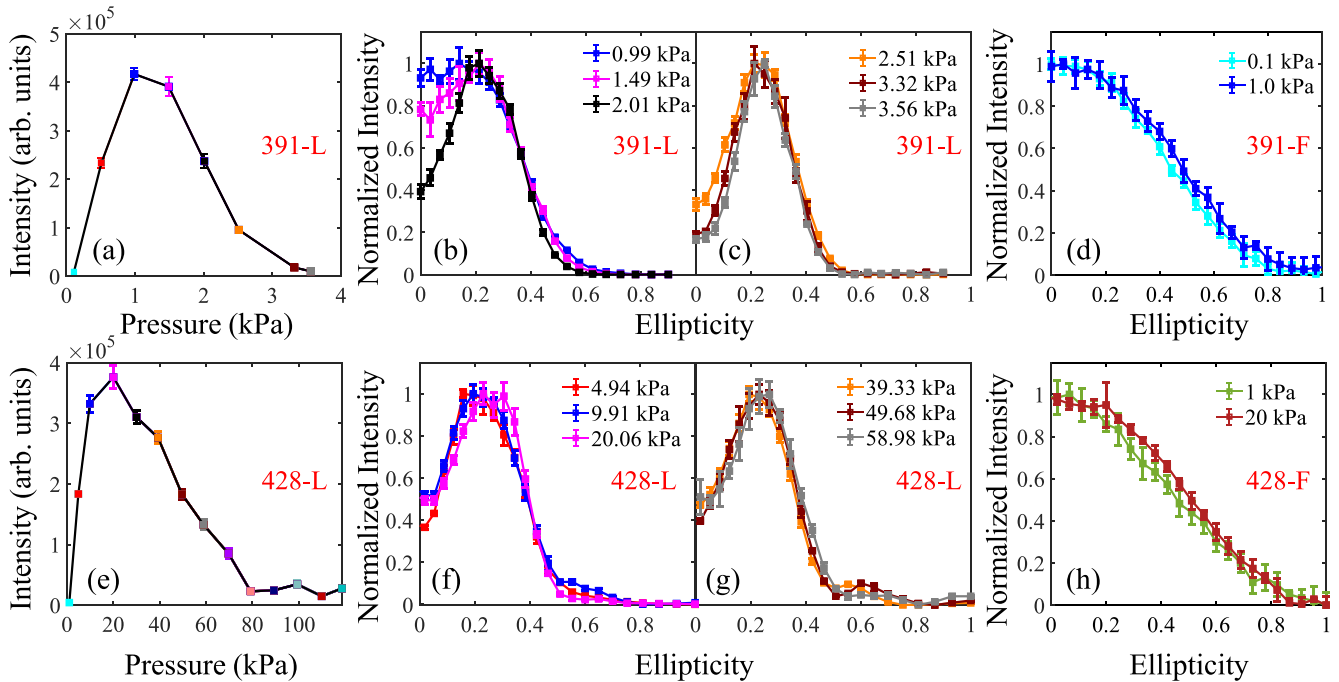 ×10⁵
5
4
3
2
1
0
0
1
2
3
4
Intensity (arb. units)
Pressure (kPa)
391-L
(a)
1
0.8
0.6
0.4
0.2
0
0
0.2
0.4
0.6
0.8
Normalized Intensity
0.99 kPa
1.49 kPa
2.01 kPa
391-L
(b)
2.51 kPa
3.32 kPa
3.56 kPa
391-L
(c)
0
0.2
0.4
0.6
0.8
1
Ellipticity
Normalized Intensity
1
0.8
0.6
0.4
0.2
0
0.1 kPa
1.0 kPa
391-F
(d)
0
0.2
0.4
0.6
0.8
1
Ellipticity
×10⁵
4
3
2
1
0
0
20
40
60
80
100
Intensity (arb. units)
Pressure (kPa)
428-L
(e)
1
0.8
0.6
0.4
0.2
0
0
0.2
0.4
0.6
0.8
Normalized Intensity
4.94 kPa
9.91 kPa
20.06 kPa
428-L
(f)
39.33 kPa
49.68 kPa
58.98 kPa
428-L
(g)
0
0.2
0.4
0.6
0.8
1
Ellipticity
Normalized Intensity
1
0.8
0.6
0.4
0.2
0
1 kPa
20 kPa
428-F
(h)
0
0.2
0.4
0.6
0.8
1
Ellipticity